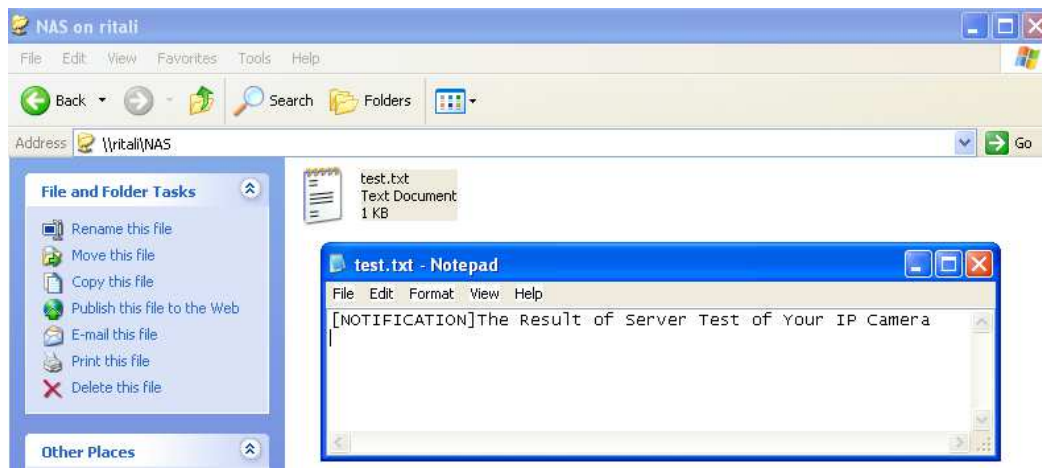 NAS on ritali
File Edit View Favorites Tools Help
Back Search Folders
Address \\ritali\NAS Go
File and Folder Tasks
Rename this file
Move this file
Copy this file
Publish this file to the Web
E-mail this file
Print this file
Delete this file
Other Places
test.txt
Text Document
1 KB
test.txt - Notepad
File Edit Format View Help
[NOTIFICATION]The Result of Server Test of Your IP Camera